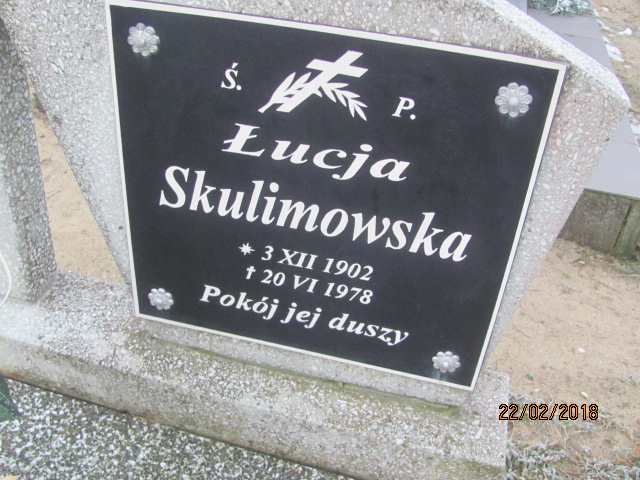 Ś. P.
Łucja
Skulimowska
* 3 XII 1902
† 20 VI 1978
Pokój jej duszy
22/02/2018